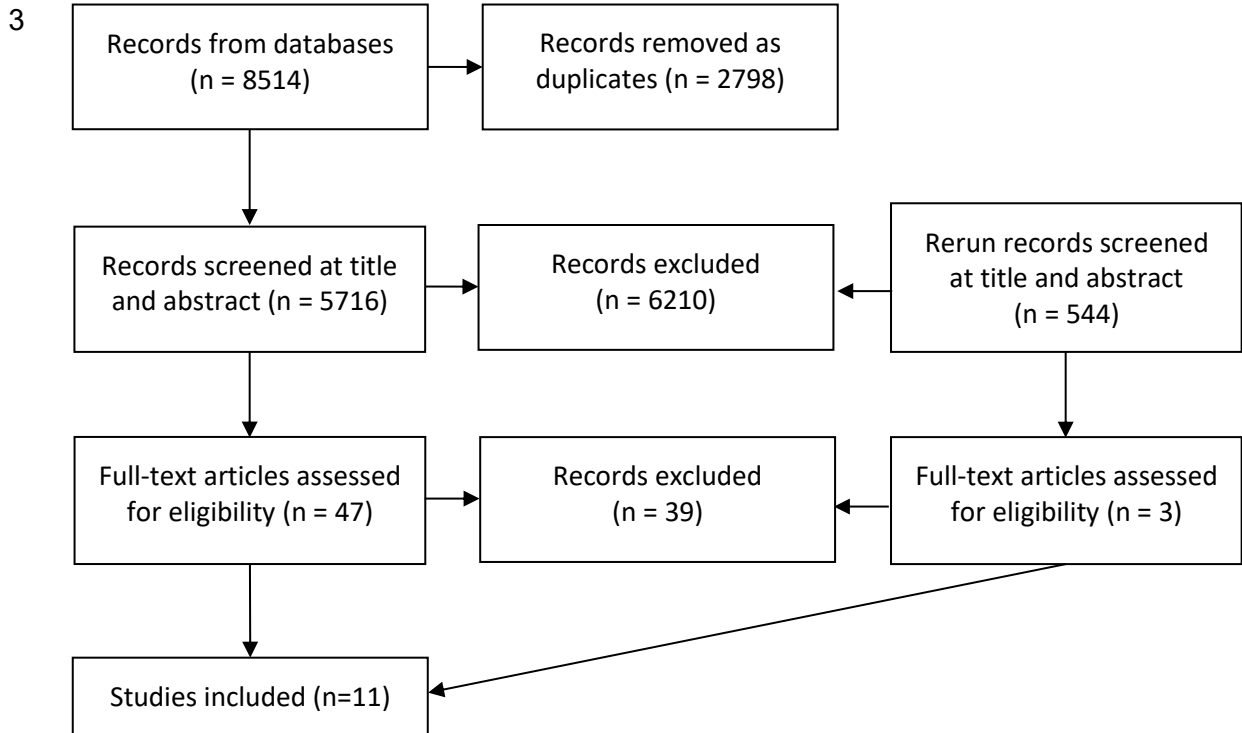 3
Records from databases
(n = 8514)
Records removed as
duplicates (n = 2798)
Records screened at title
and abstract (n = 5716)
Records excluded
(n = 6210)
Rerun records screened
at title and abstract
(n = 544)
Full-text articles assessed
for eligibility (n = 47)
Records excluded
(n = 39)
Full-text articles assessed
for eligibility (n = 3)
Studies included (n=11)